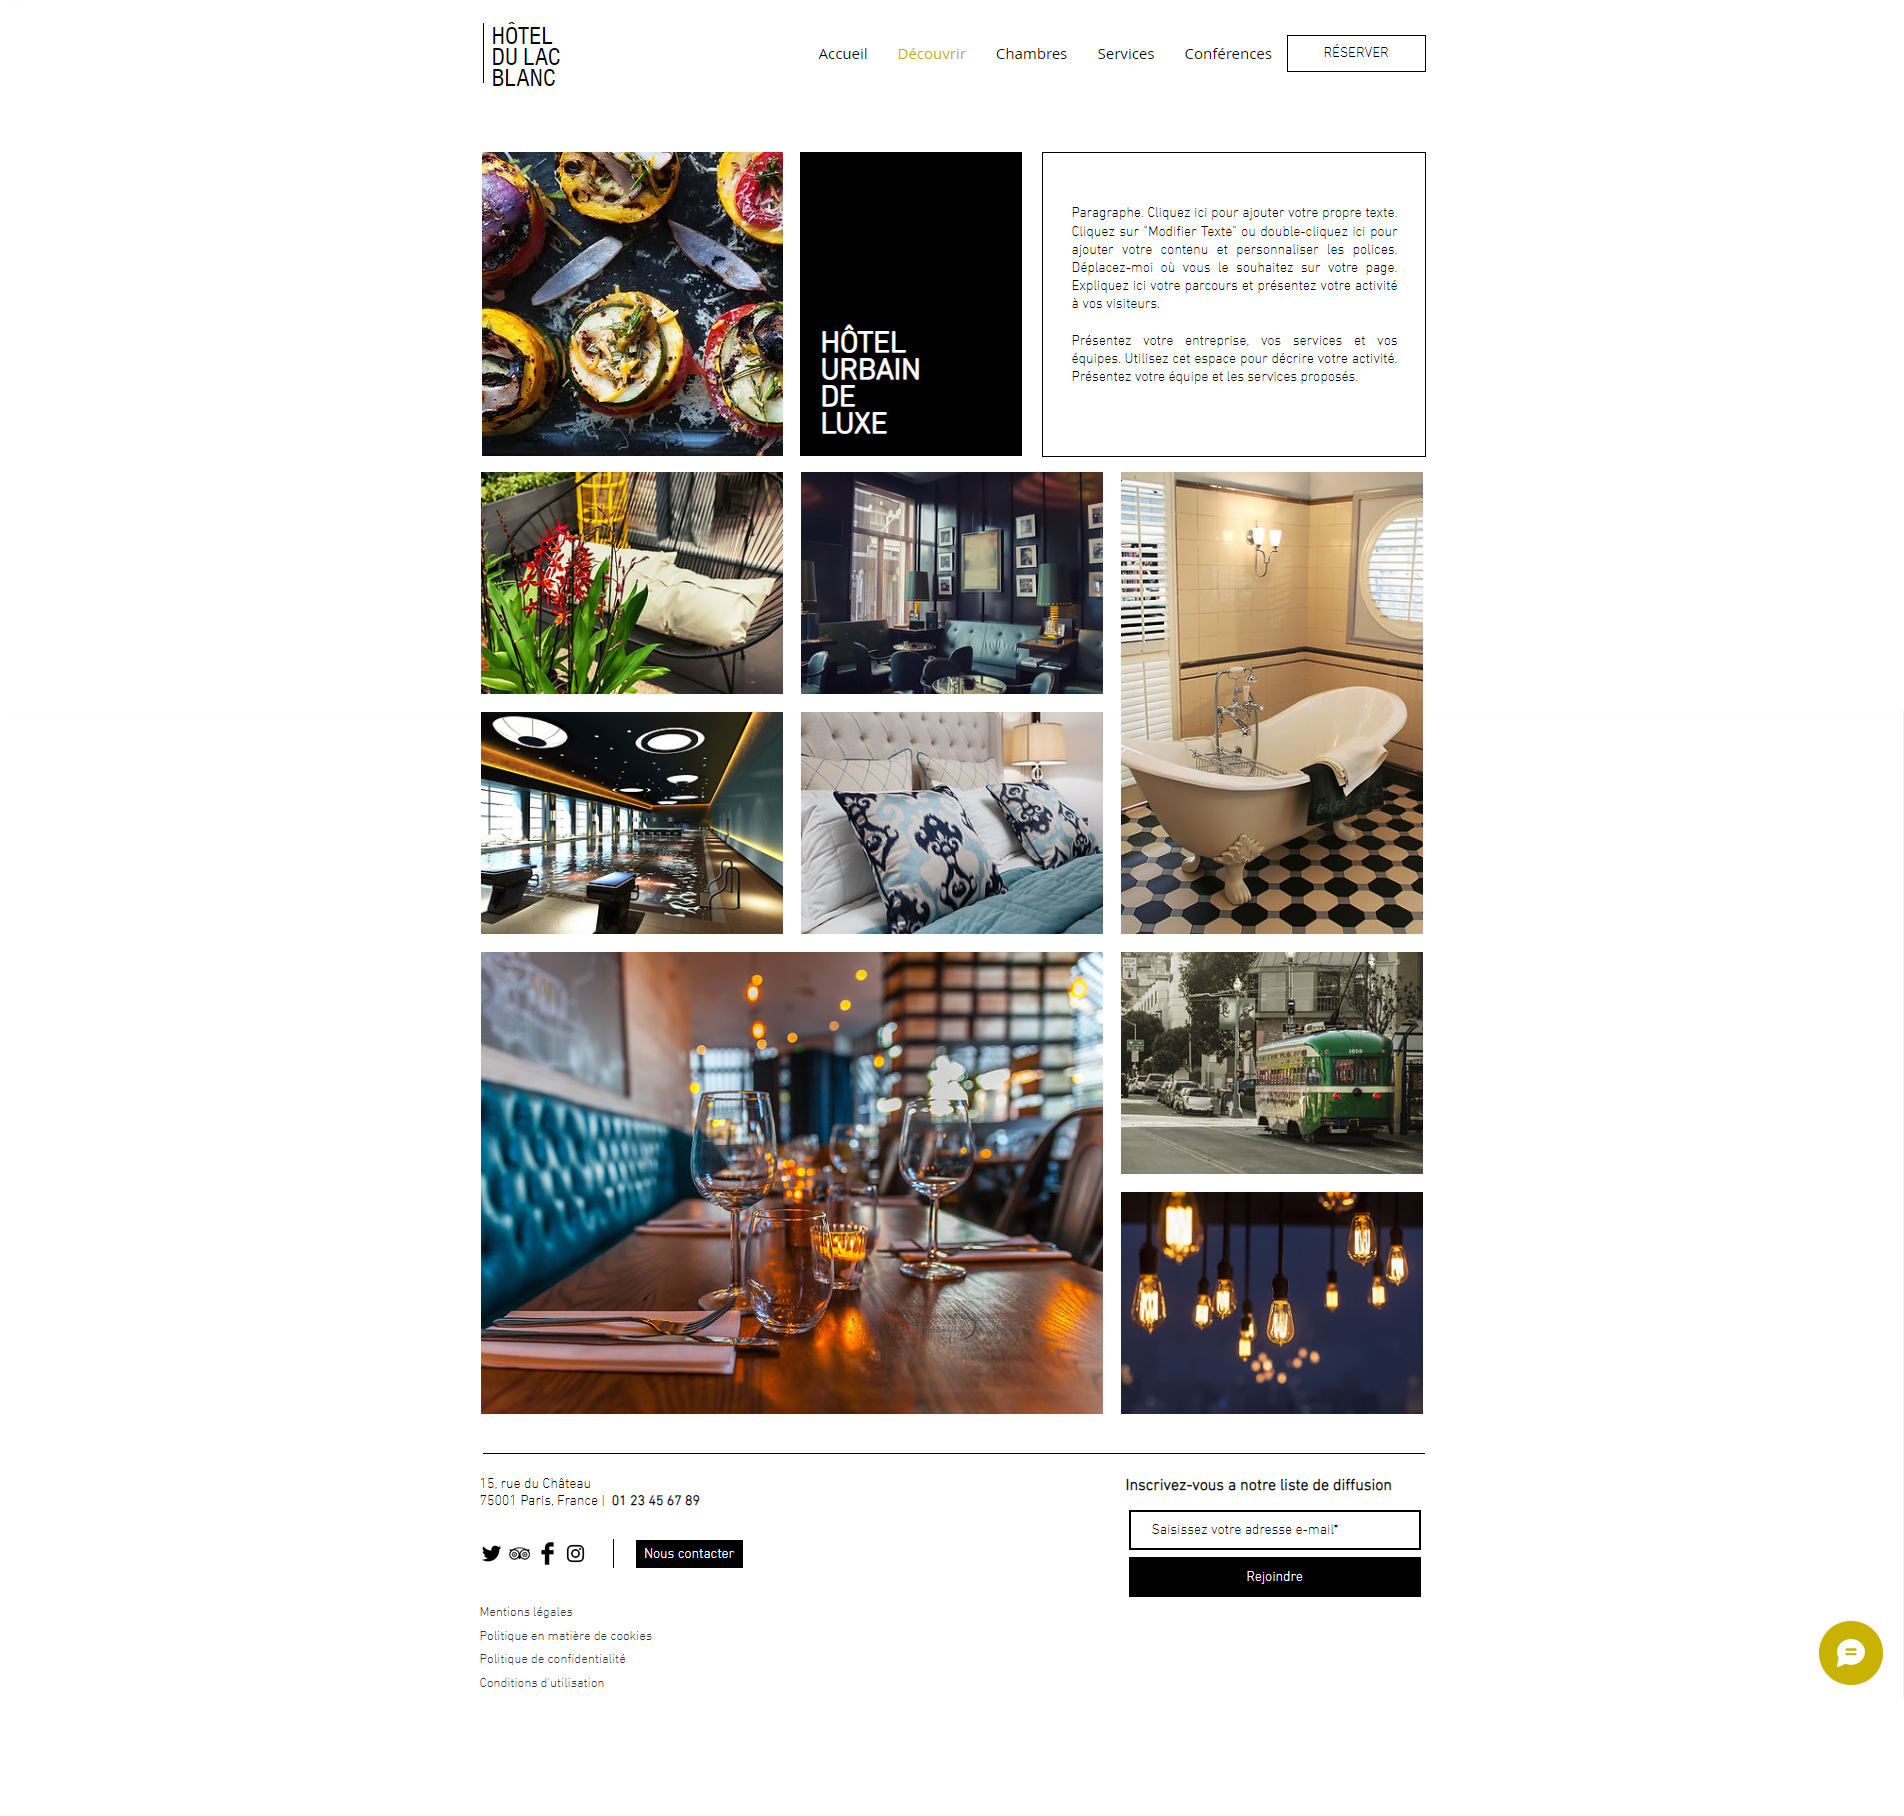 HÔTEL
DU LAC
BLANC
Accueil
Découvrir
Chambres
Services
Conférences
RÉSERVER
HÔTEL
URBAIN
DE
LUXE
Paragraphe. Cliquez ici pour ajouter votre propre texte.
Cliquez sur "Modifier Texte" ou double-cliquez ici pour
ajouter votre contenu et personnaliser les polices.
Déplacez-moi où vous le souhaitez sur votre page.
Expliquez ici votre parcours et présentez votre activité
à vos visiteurs.
Présentez votre entreprise, vos services et vos
équipes. Utilisez cet espace pour décrire votre activité.
Présentez votre équipe et les services proposés.
STOP
1050
15, rue du Château
75001 Paris, France | 01 23 45 67 89
Nous contacter
Mentions légales
Politique en matière de cookies
Politique de confidentialité
Conditions d'utilisation
Inscrivez-vous a notre liste de diffusion
Saisissez votre adresse e-mail*
Rejoindre